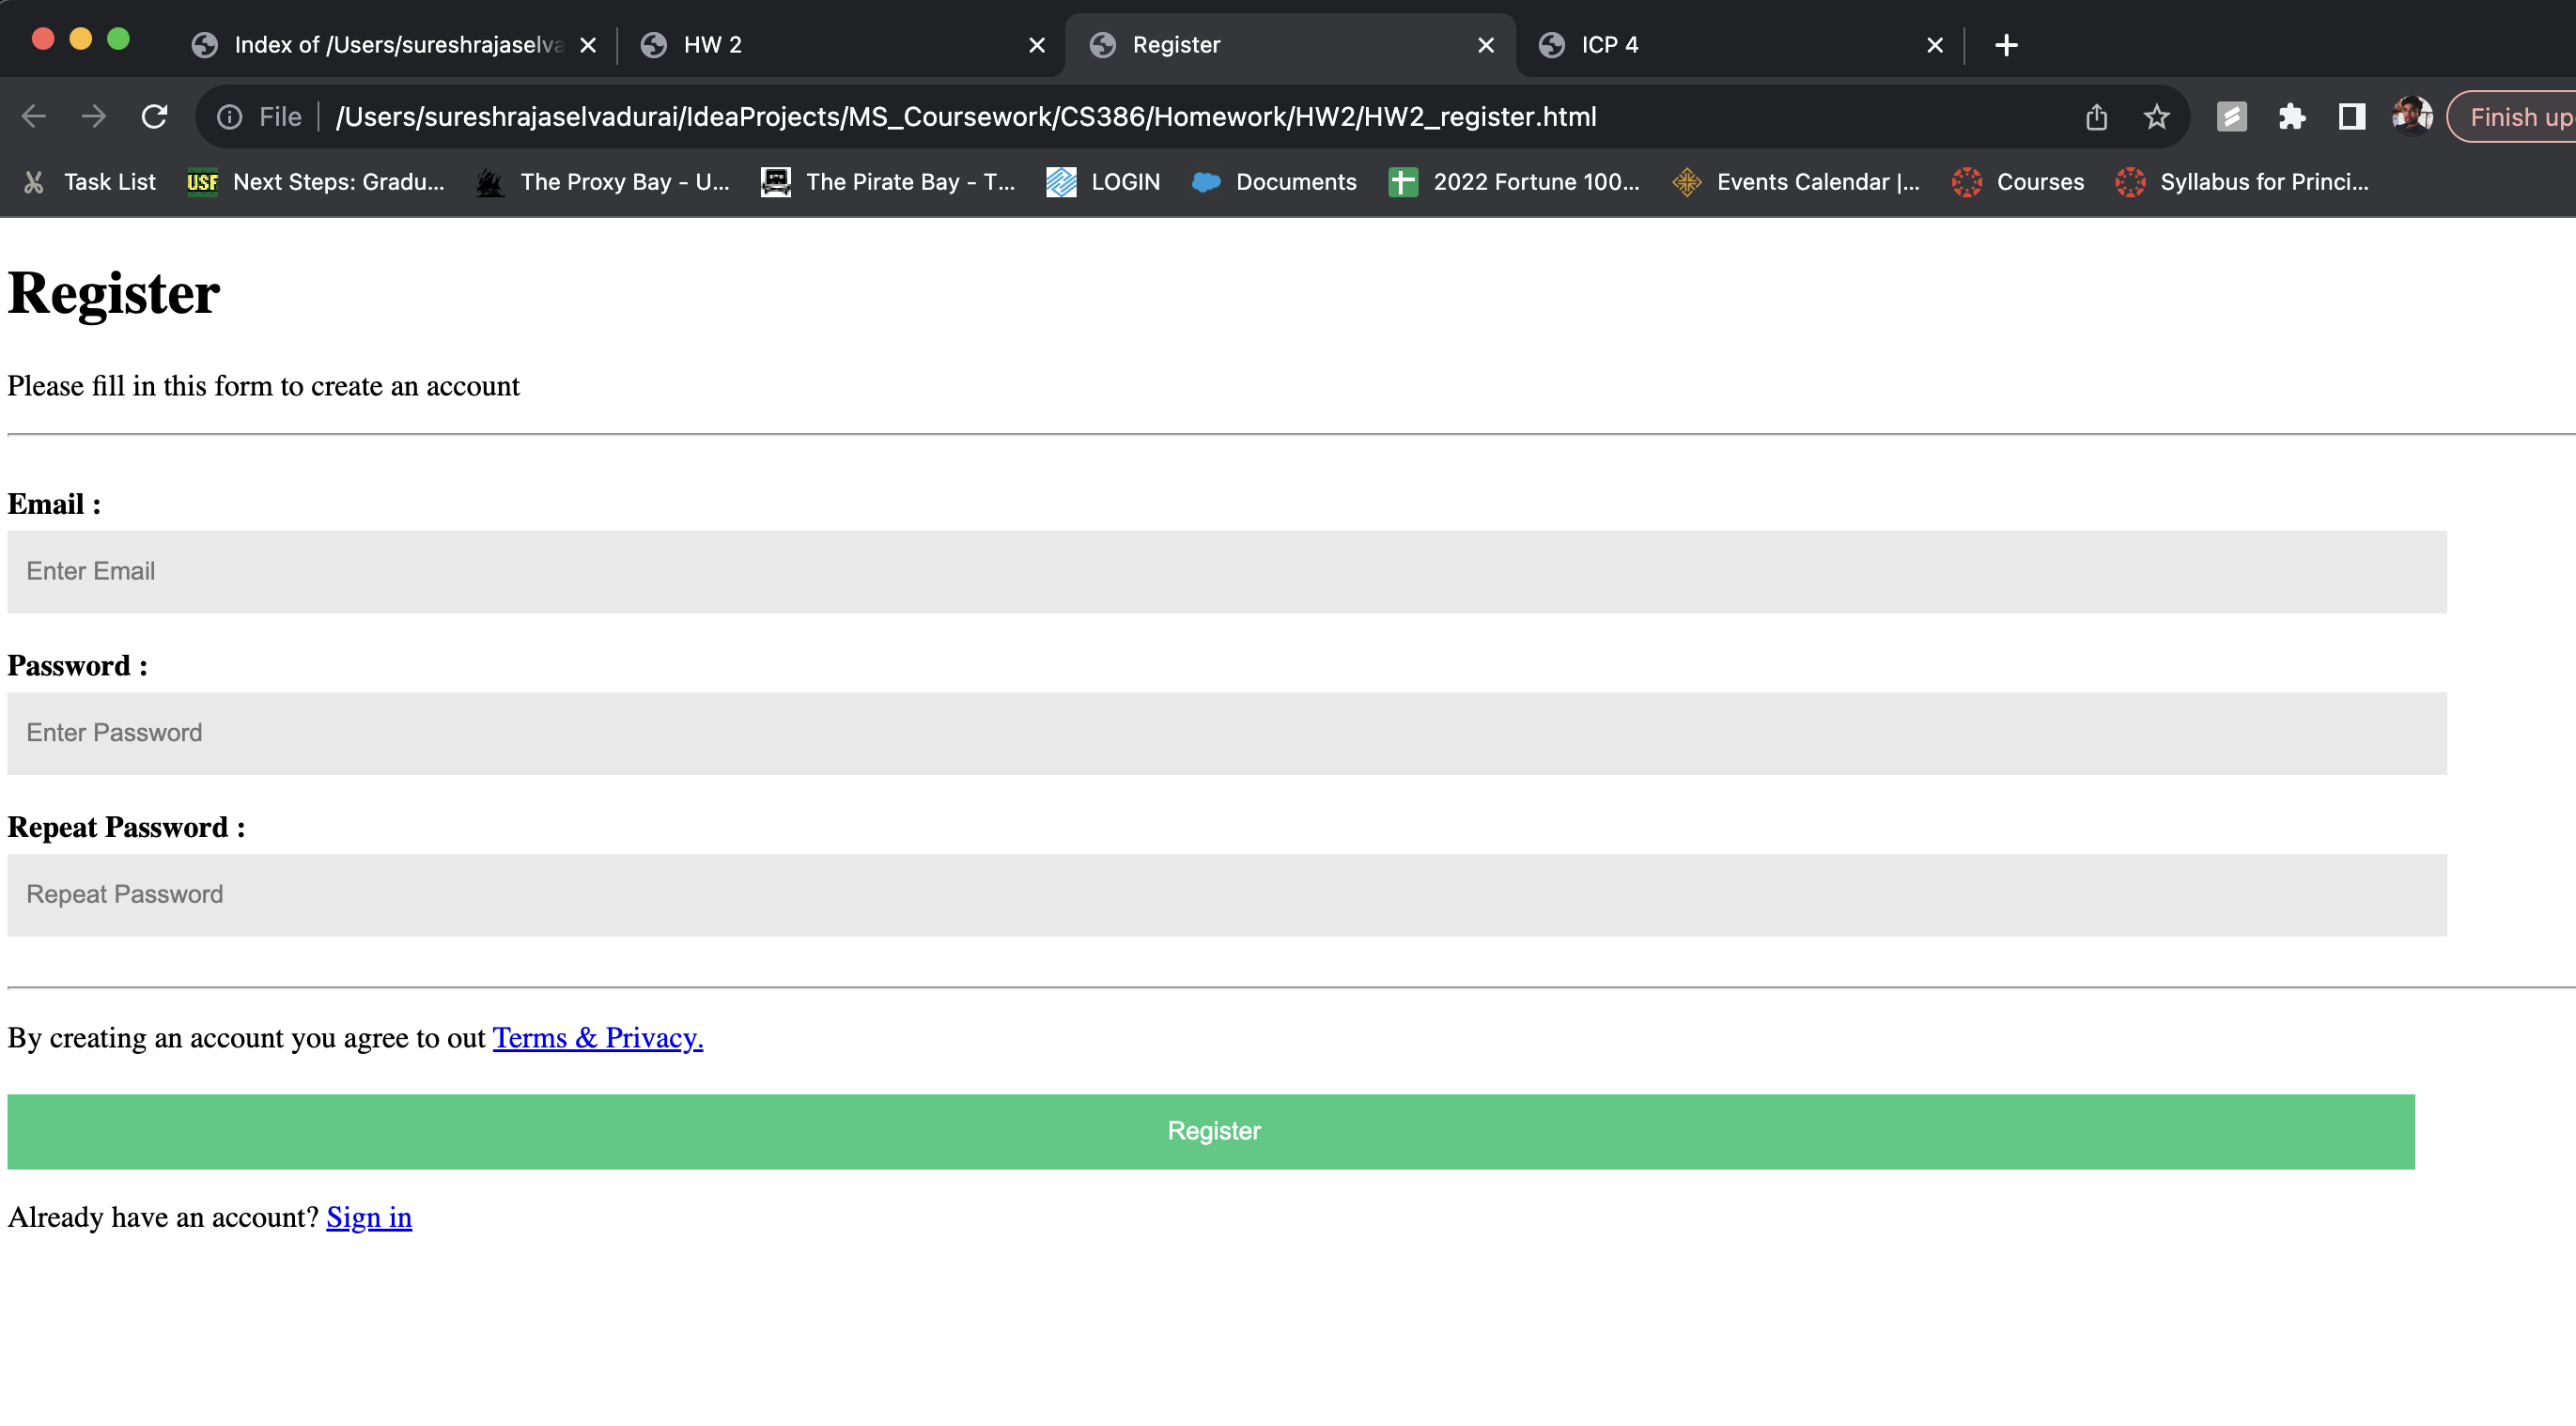 Index of /Users/sureshrajaselva
HW 2
Register
ICP 4
File
/Users/sureshrajaselvadurai/IdeaProjects/MS_Coursework/CS386/Homework/HW2/HW2_register.html
Finish up
Task List
USF
Next Steps: Gradu...
The Proxy Bay - U...
The Pirate Bay - T...
LOGIN
Documents
2022 Fortune 100...
Events Calendar |...
Courses
Syllabus for Princi...
Register
Please fill in this form to create an account
Email :
Enter Email
Password :
Enter Password
Repeat Password :
Repeat Password
By creating an account you agree to out Terms & Privacy.
Register
Already have an account? Sign in